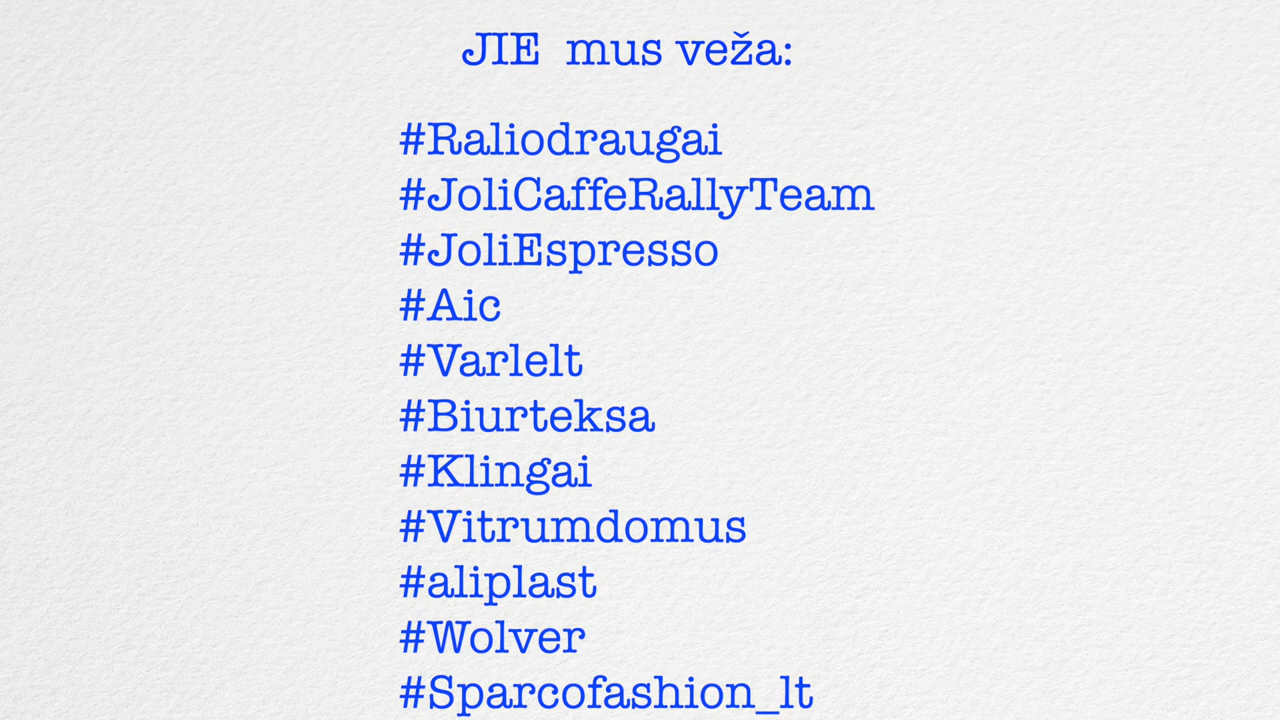 JIE mus veža:
#Raliodraugai
#JoliCaffeRallyTeam
#JoliEspresso
#Aic
#Varlelt
#Biurteksa
#Klingai
#Vitrumdomus
#aliplast
#Wolver
#Sparcofashion_lt